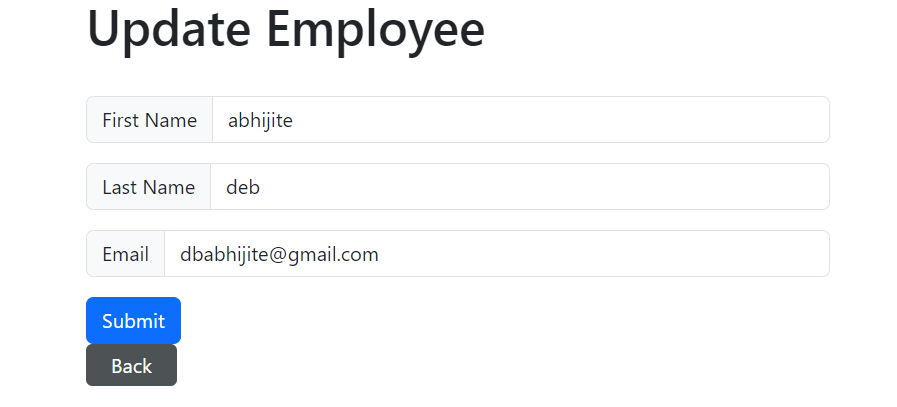 Update Employee
First Name abhijite
Last Name deb
Email dbabhijite@gmail.com
Submit
Back